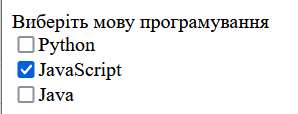 Виберіть мову програмування
Python
JavaScript
Java